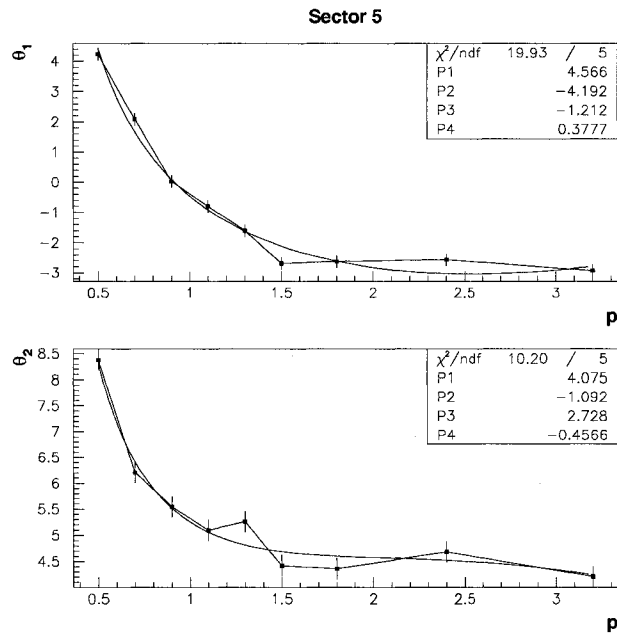 Sector 5
θ1
χ²/ndf 19.93 / 5
P1 4.566
P2 −4.192
P3 −1.212
P4 0.3777
4
3
2
1
0
−1
−2
−3
0.5 1 1.5 2 2.5 3
p
θ2
χ²/ndf 10.20 / 5
P1 4.075
P2 −1.092
P3 2.728
P4 −0.4566
8.5
8
7.5
7
6.5
6
5.5
5
4.5
0.5 1 1.5 2 2.5 3
p